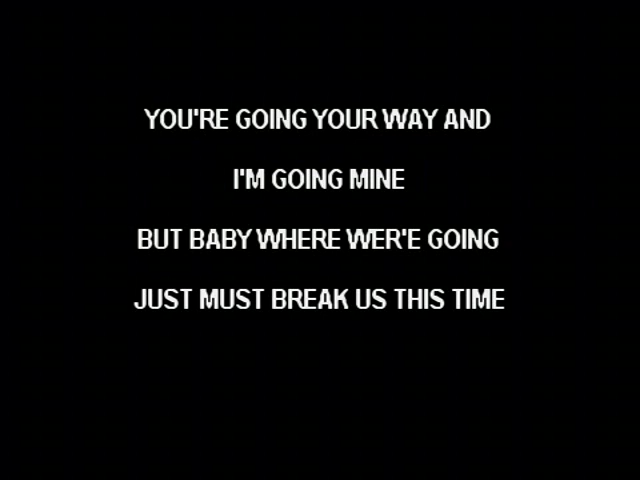 YOU'RE GOING YOUR WAY AND
I'M GOING MINE
BUT BABY WHERE WER'E GOING
JUST MUST BREAK US THIS TIME